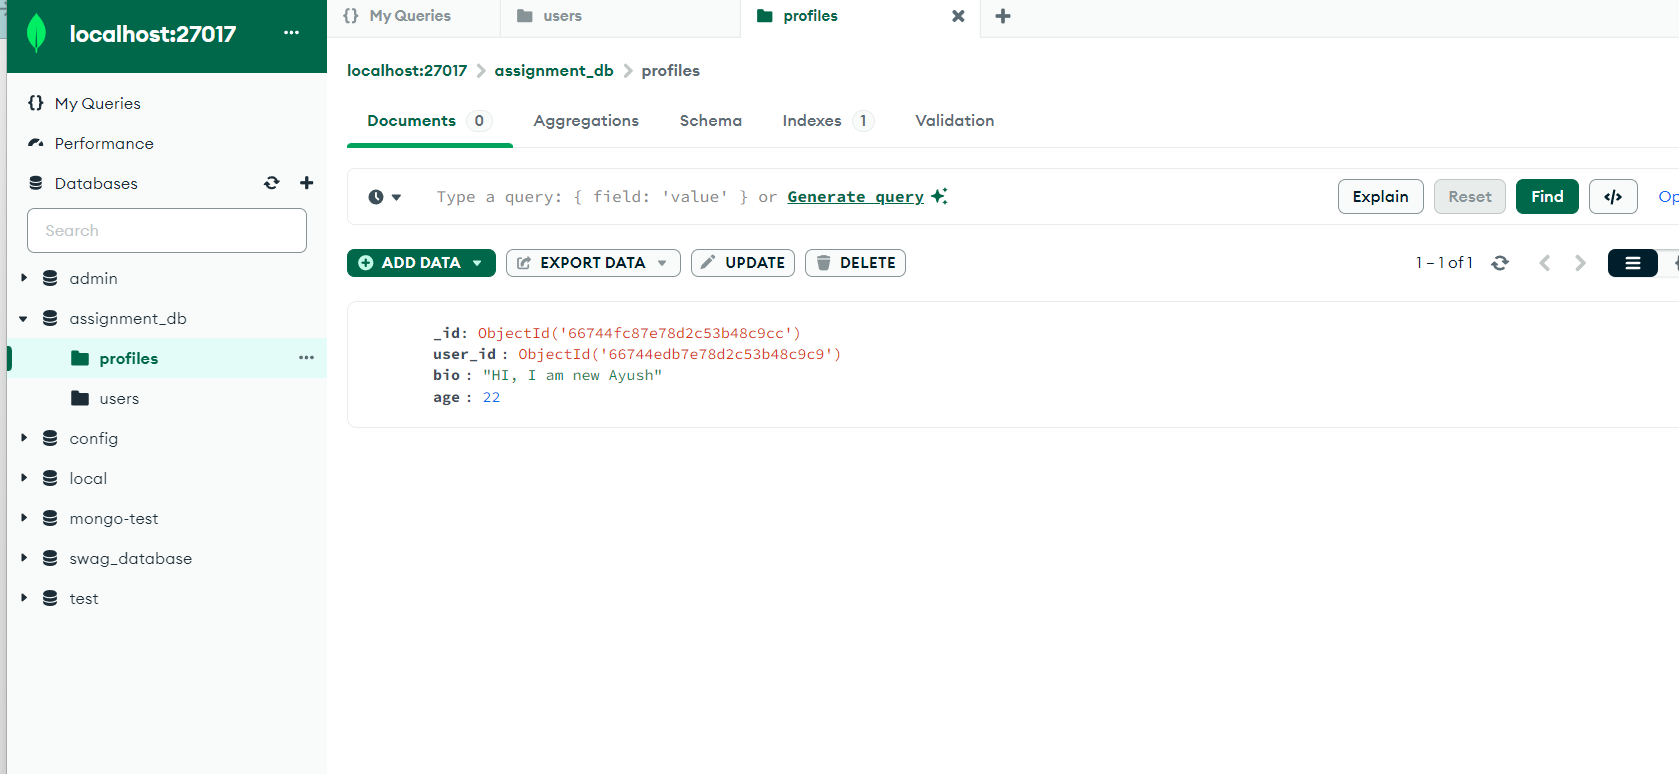 localhost:27017 ···
My Queries
Performance
Databases
Search
admin
assignment_db
profiles ···
users
config
local
mongo-test
swag_database
test
{} My Queries users profiles
localhost:27017 > assignment_db > profiles
Documents 0 Aggregations Schema Indexes 1 Validation
Type a query: { field: 'value' } or Generate query Explain Reset Find </> Op
ADD DATA EXPORT DATA UPDATE DELETE 1 – 1 of 1
_id: ObjectId('66744fc87e78d2c53b48c9cc')
user_id : ObjectId('66744edb7e78d2c53b48c9c9')
bio : "HI, I am new Ayush"
age : 22